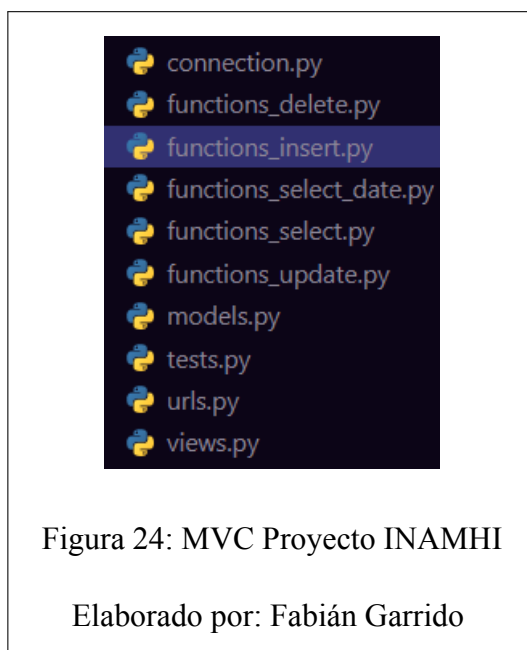 connection.py
functions_delete.py
functions_insert.py
functions_select_date.py
functions_select.py
functions_update.py
models.py
tests.py
urls.py
views.py
Figura 24: MVC Proyecto INAMHI
Elaborado por: Fabián Garrido